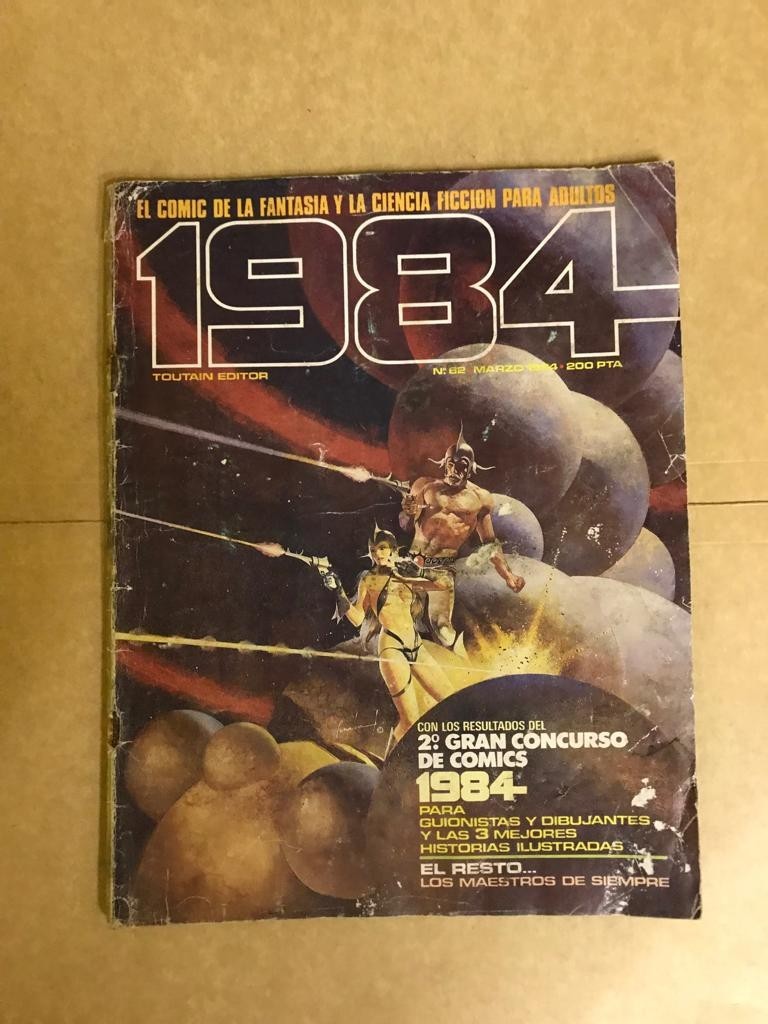 EL COMIC DE LA FANTASIA Y LA CIENCIA FICCION PARA ADULTOS
1984
TOUTAIN EDITOR
N.º 62 · MARZO 1984 · 200 PTA
CON LOS RESULTADOS DEL
2.º GRAN CONCURSO
DE COMICS
1984
PARA
GUIONISTAS Y DIBUJANTES
Y LAS 3 MEJORES
HISTORIAS ILUSTRADAS
EL RESTO...
LOS MAESTROS DE SIEMPRE